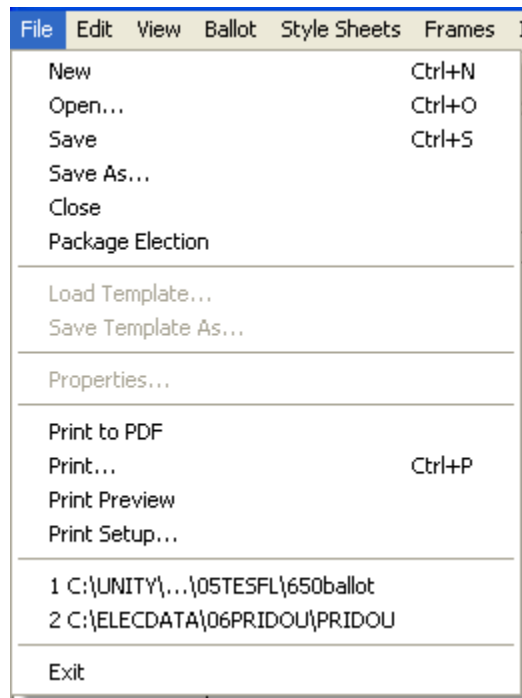 File Edit View Ballot Style Sheets Frames
New Ctrl+N
Open... Ctrl+O
Save Ctrl+S
Save As...
Close
Package Election
Load Template...
Save Template As...
Properties...
Print to PDF
Print... Ctrl+P
Print Preview
Print Setup...
1 C:\UNITY\...\05TESFL\650ballot
2 C:\ELECDATA\06PRIDOU\PRIDOU
Exit